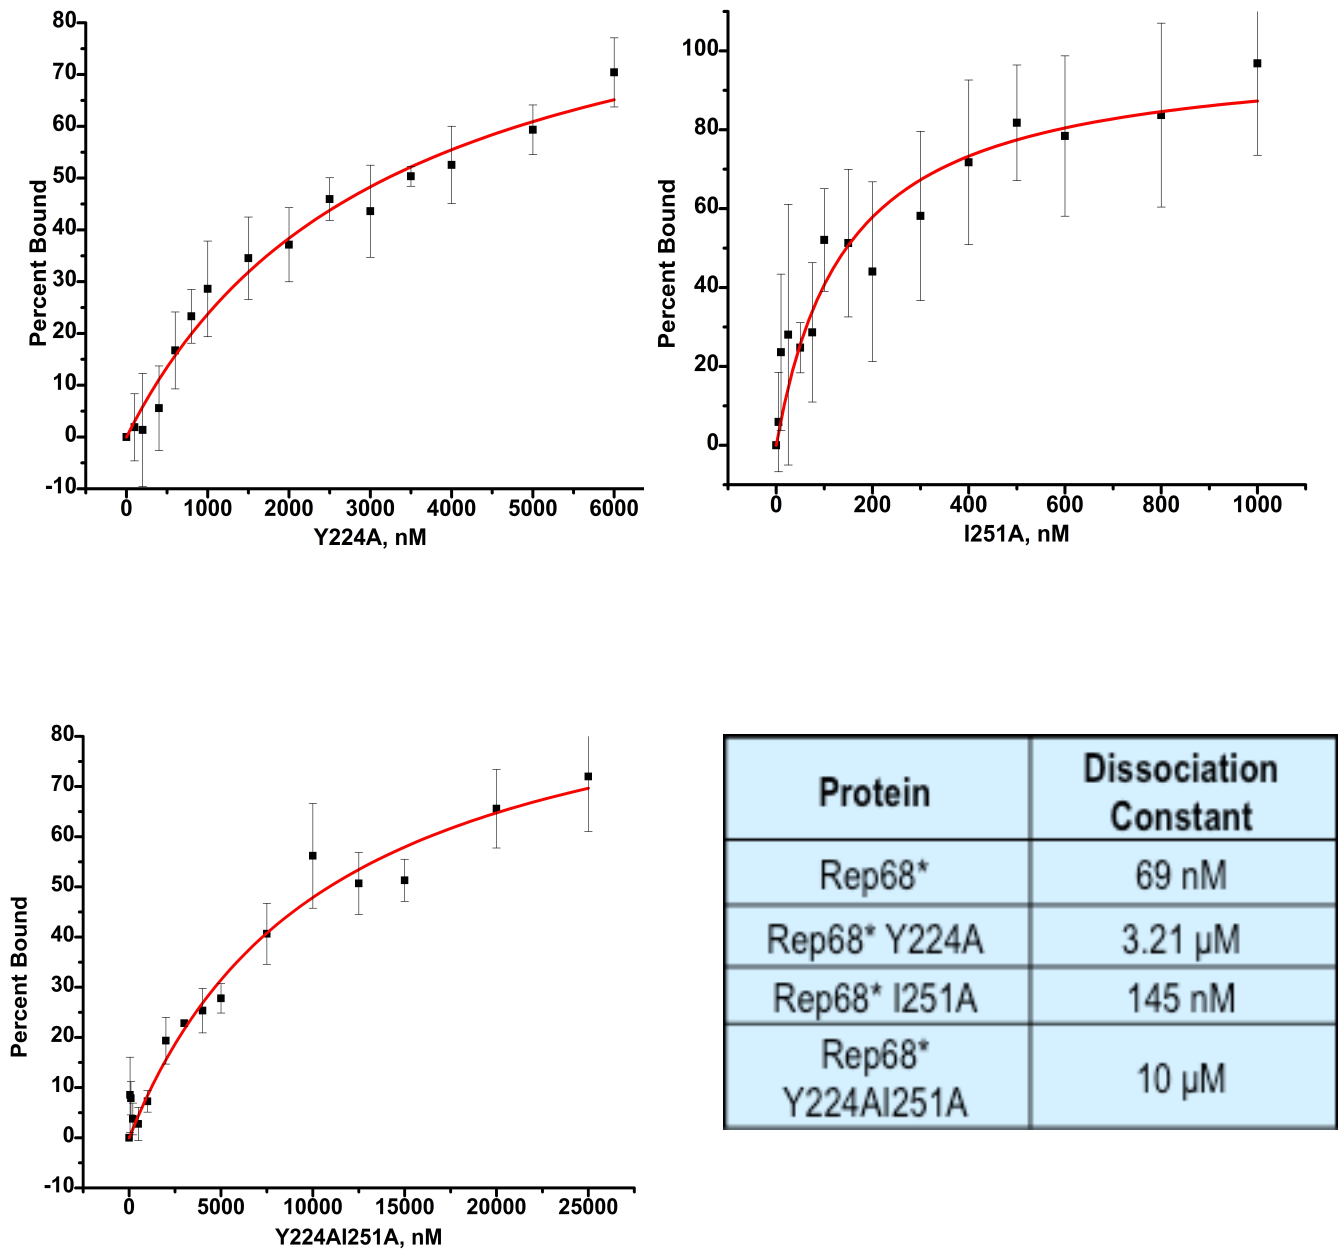 80
70
60
50
40
30
20
10
0
-10
Percent Bound
0 1000 2000 3000 4000 5000 6000
Y224A, nM
100
80
60
40
20
0
Percent Bound
0 200 400 600 800 1000
I251A, nM
80
70
60
50
40
30
20
10
0
-10
Percent Bound
0 5000 10000 15000 20000 25000
Y224AI251A, nM
Protein
Dissociation
Constant
Rep68*
69 nM
Rep68* Y224A
3.21 µM
Rep68* I251A
145 nM
Rep68*
Y224AI251A
10 µM